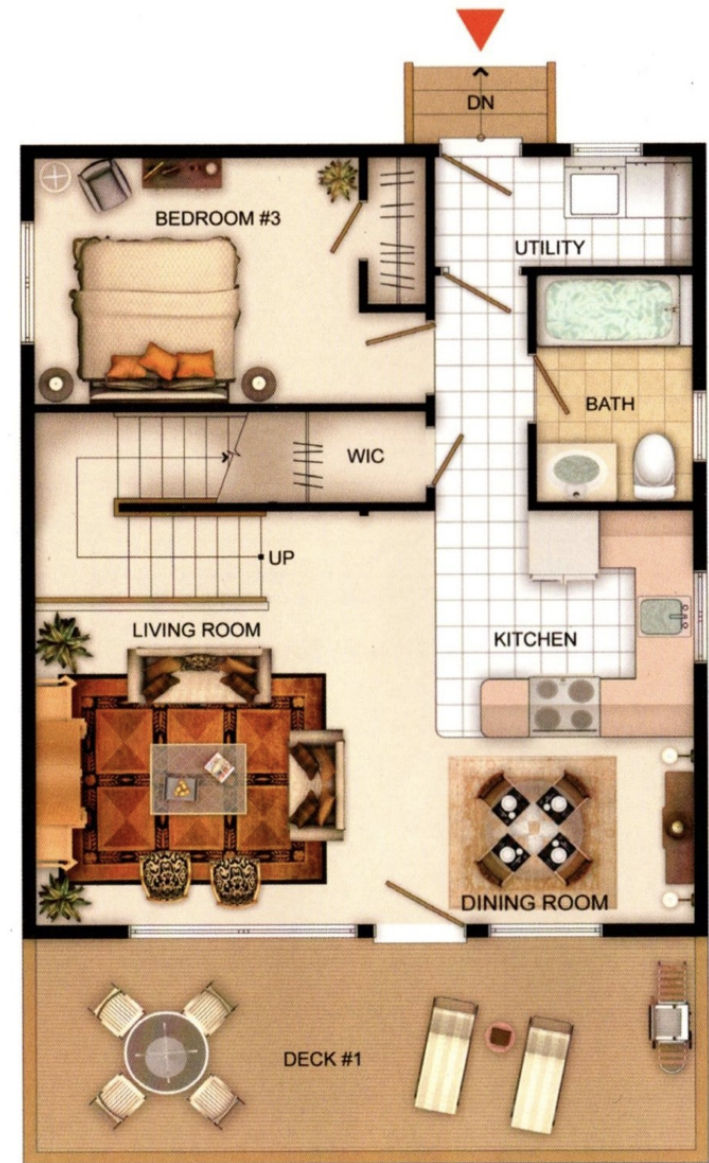 DN
BEDROOM #3
UTILITY
BATH
WIC
UP
LIVING ROOM
KITCHEN
DINING ROOM
DECK #1